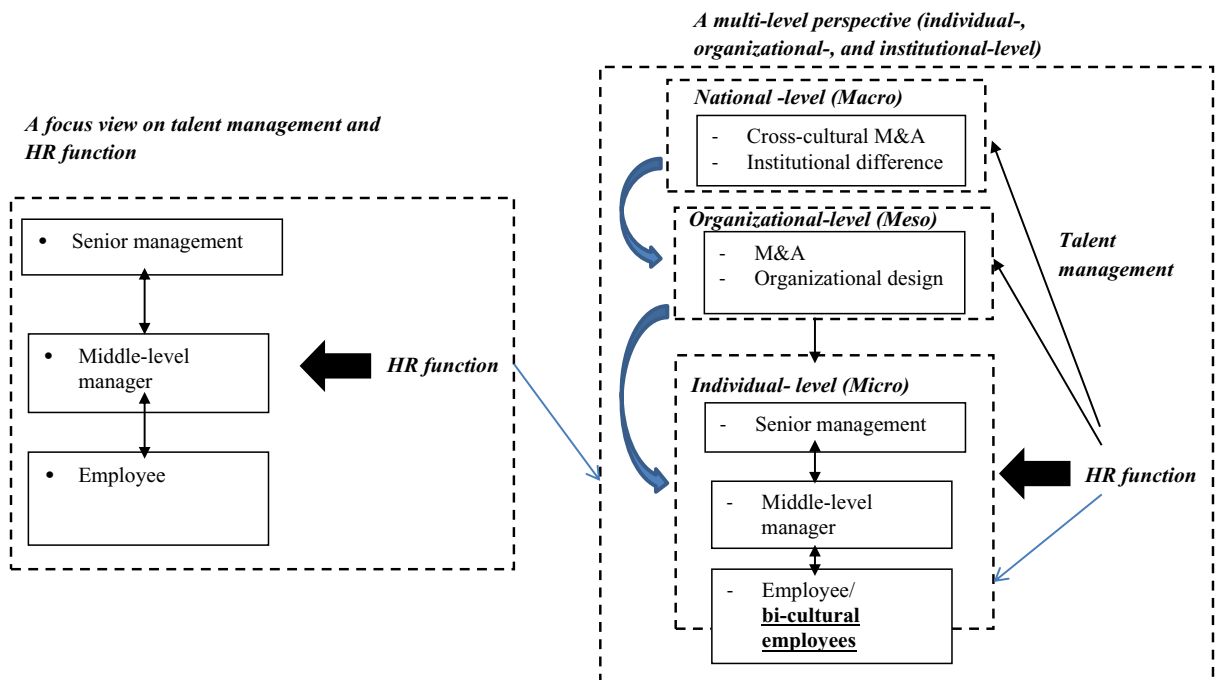 A focus view on talent management and
HR function
• Senior management
• Middle-level
manager
• Employee
HR function
A multi-level perspective (individual-,
organizational-, and institutional-level)
National -level (Macro)
- Cross-cultural M&A
- Institutional difference
Organizational-level (Meso)
- M&A
- Organizational design
Talent
management
Individual- level (Micro)
- Senior management
- Middle-level
manager
- Employee/
bi-cultural
employees
HR function